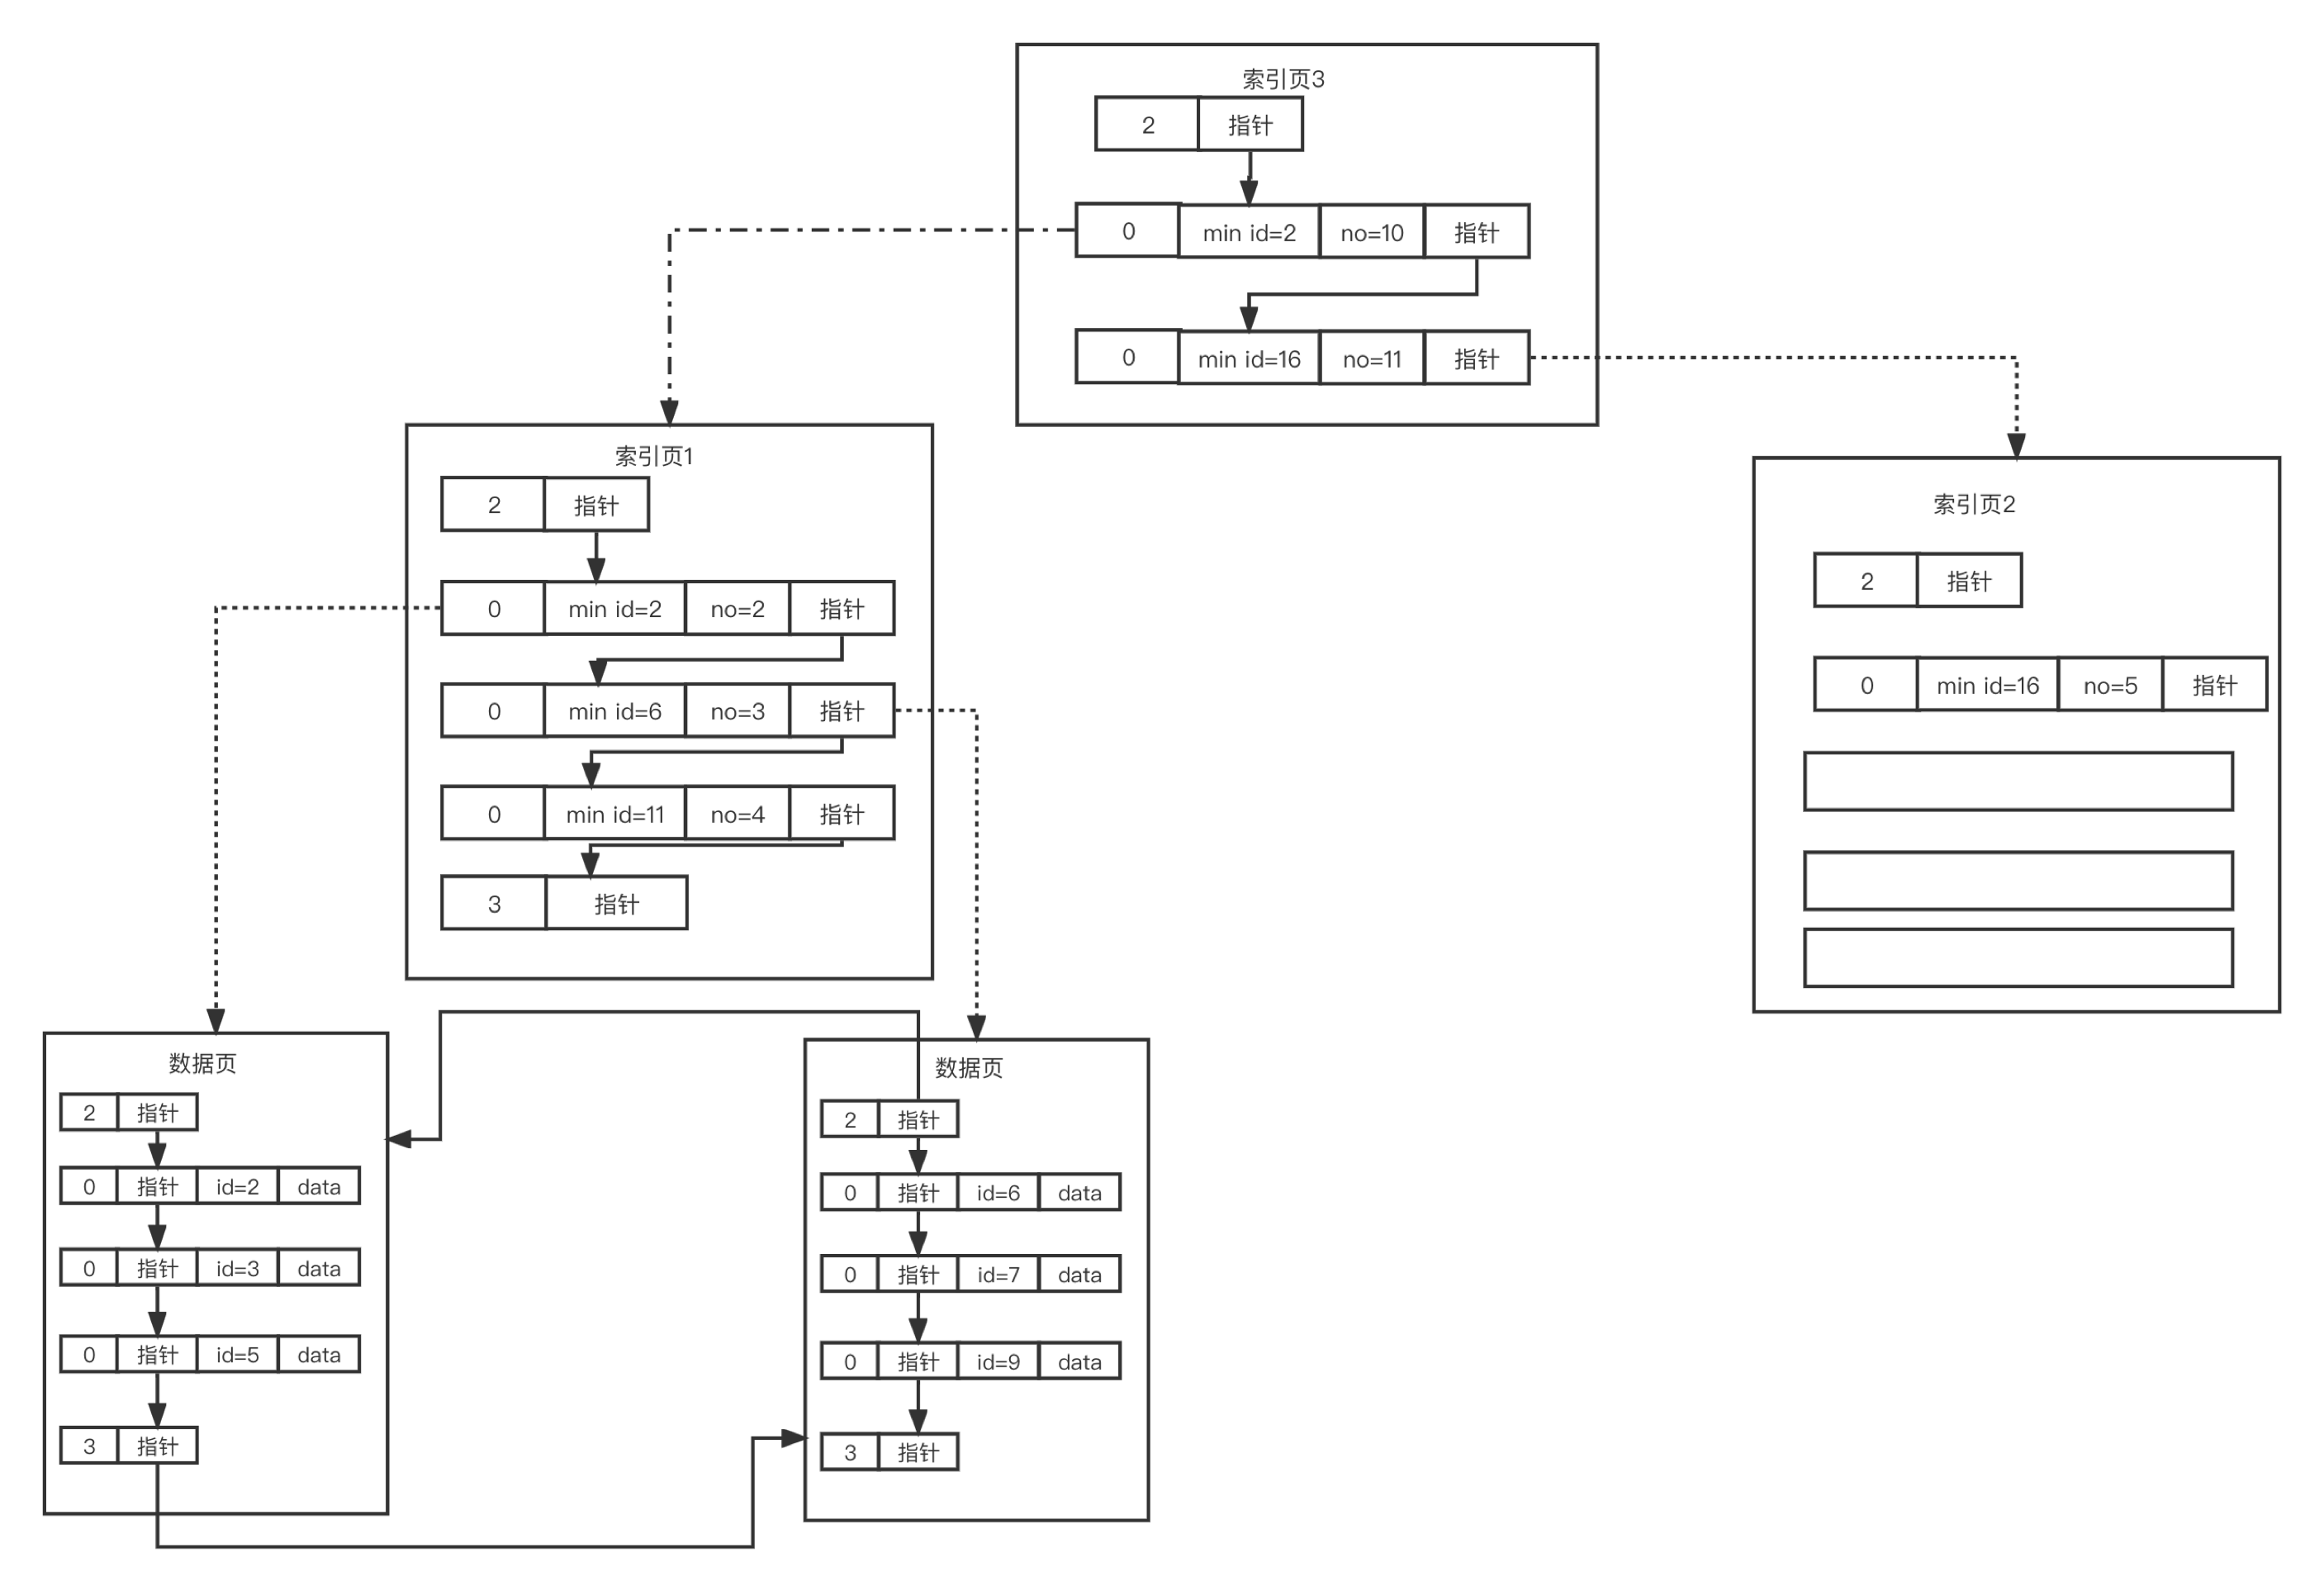 索引页3
2 指针
0 min id=2 no=10 指针
0 min id=16 no=11 指针
索引页1
2 指针
0 min id=2 no=2 指针
0 min id=6 no=3 指针
0 min id=11 no=4 指针
3 指针
索引页2
2 指针
0 min id=16 no=5 指针
数据页
2 指针
0 指针 id=2 data
0 指针 id=3 data
0 指针 id=5 data
3 指针
数据页
2 指针
0 指针 id=6 data
0 指针 id=7 data
0 指针 id=9 data
3 指针